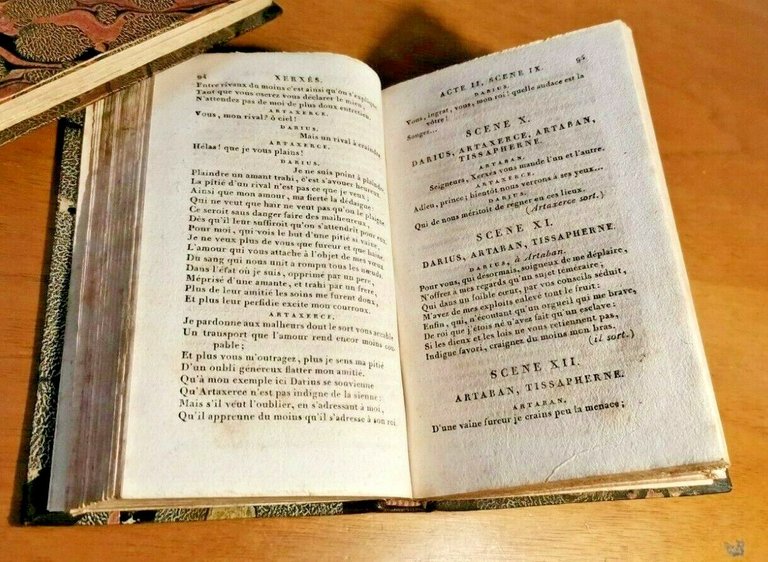 94 XERXÉS.
Entre rivaux du moins c'est ainsi qu'on s'explique.
Tant que vous oserez vous déclarer le mien,
N'attendez pas de moi de plus doux entretien.
ARTAXERCE.
Vous, mon rival? ô ciel!
DARIUS.
Mais un rival à craindre.
ARTAXERCE.
Hélas! que je vous plains!
DARIUS.
Je ne suis point à plaindre.
Plaindre un amant trahi, c'est s'avouer heureux.
La pitié d'un rival n'est pas ce que je veux;
Ainsi que mon amour, ma fierté la dédaigne:
Qui ne veut que haïr ne veut pas qu'on le plaigne
Ce seroit sans danger faire des malheureux,
Dès qu'il leur suffiroit qu'on s'attendrît pour eux.
Pour moi, qui vois le but d'une pitié si vaine,
Je ne veux plus de vous que fureur et que haine.
L'amour qui vous attache à l'objet de mes vœux
Du sang qui nous unit a rompu tous les nœuds.
Dans l'état où je suis, opprimé par un père,
Méprisé d'une amante, et trahi par un frere,
Plus de leur amitié les soins me furent doux,
Et plus leur perfidie excite mon courroux.
ARTAXERCE.
Je pardonne aux malheurs dont le sort vous accable
Un transport que l'amour rend encor moins cou-
pable;
Et plus vous m'outragez, plus je sens ma pitié
D'un oubli généreux flatter mon amitié.
Qu'à mon exemple ici Darius se souvienne
Qu'Artaxerce n'est pas indigne de la sienne:
Mais s'il veut l'oublier, en s'adressant à moi,
Qu'il apprenne du moins qu'il s'adresse à son roi
ACTE II, SCENE IX. 95
DARIUS.
Vous, ingrat, vous, mon roi! quelle audace est la
vôtre!
Songez...
SCENE X.
DARIUS, ARTAXERCE, ARTABAN,
TISSAPHERNE.
ARTABAN.
Seigneurs, Xerxès vous mande l'un et l'autre.
ARTAXERCE.
Adieu, prince; bientôt nous verrons à ses yeux...
DARIUS.
Qui de nous méritoit de régner en ces lieux.
(Artaxerce sort.)
SCENE XI.
DARIUS, ARTABAN, TISSAPHERNE.
DARIUS, à Artaban.
Pour vous, qui désormais, soigneux de me déplaire,
N'offrez à mes regards qu'un sujet téméraire,
Qui dans un foible cœur, par vos conseils séduit,
M'avez de mes exploits enlevé tout le fruit:
Enfin, qui, n'écoutant qu'un orgueil qui me brave,
De roi que j'étois né n'avez fait qu'un esclave:
Si les dieux et les lois ne vous retiennent pas,
Indigne favori, craignez du moins mon bras.
(il sort.)
SCENE XII.
ARTABAN, TISSAPHERNE.
ARTABAN.
D'une vaine fureur je crains peu la menace;